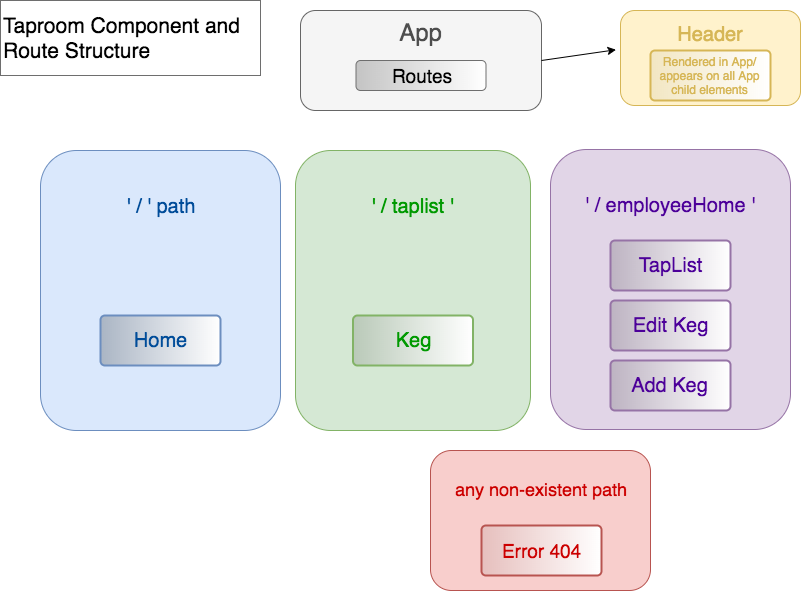 Taproom Component and
Route Structure
App
Routes
Header
Rendered in App/
appears on all App
child elements
' / ' path
Home
' / taplist '
Keg
' / employeeHome '
TapList
Edit Keg
Add Keg
any non-existent path
Error 404